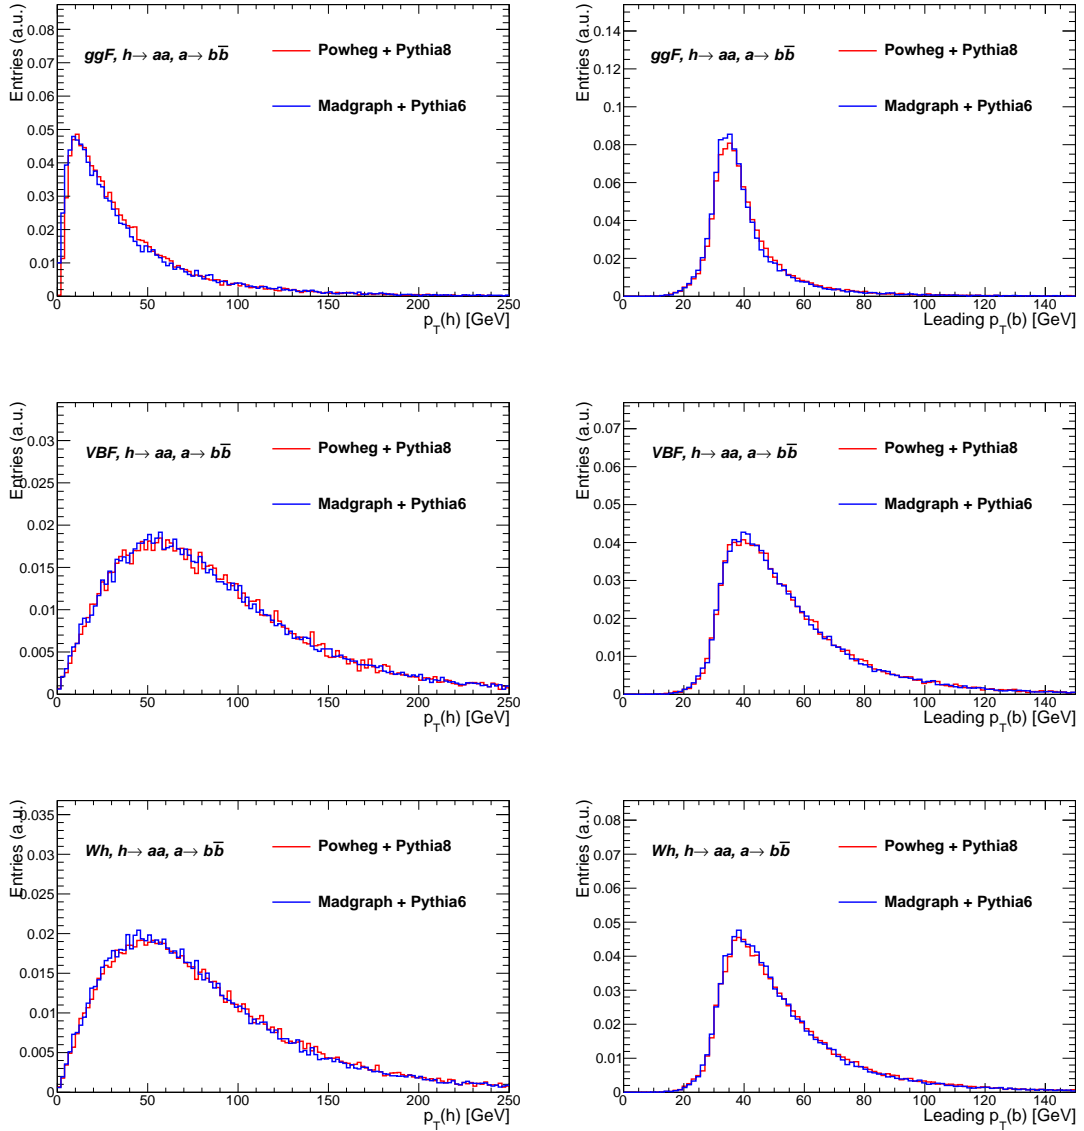 Entries (a.u.)
0.08
0.07
0.06
0.05
0.04
0.03
0.02
0.01
0
ggF, h→ aa, a→ bb̅
Powheg + Pythia8
Madgraph + Pythia6
0 50 100 150 200 250
p_T(h) [GeV]
Entries (a.u.)
0.14
0.12
0.1
0.08
0.06
0.04
0.02
0
ggF, h→ aa, a→ bb̅
Powheg + Pythia8
Madgraph + Pythia6
0 20 40 60 80 100 120 140
Leading p_T(b) [GeV]
Entries (a.u.)
0.03
0.025
0.02
0.015
0.01
0.005
0
VBF, h→ aa, a→ bb̅
Powheg + Pythia8
Madgraph + Pythia6
0 50 100 150 200 250
p_T(h) [GeV]
Entries (a.u.)
0.07
0.06
0.05
0.04
0.03
0.02
0.01
0
VBF, h→ aa, a→ bb̅
Powheg + Pythia8
Madgraph + Pythia6
0 20 40 60 80 100 120 140
Leading p_T(b) [GeV]
Entries (a.u.)
0.035
0.03
0.025
0.02
0.015
0.01
0.005
0
Wh, h→ aa, a→ bb̅
Powheg + Pythia8
Madgraph + Pythia6
0 50 100 150 200 250
p_T(h) [GeV]
Entries (a.u.)
0.08
0.07
0.06
0.05
0.04
0.03
0.02
0.01
0
Wh, h→ aa, a→ bb̅
Powheg + Pythia8
Madgraph + Pythia6
0 20 40 60 80 100 120 140
Leading p_T(b) [GeV]